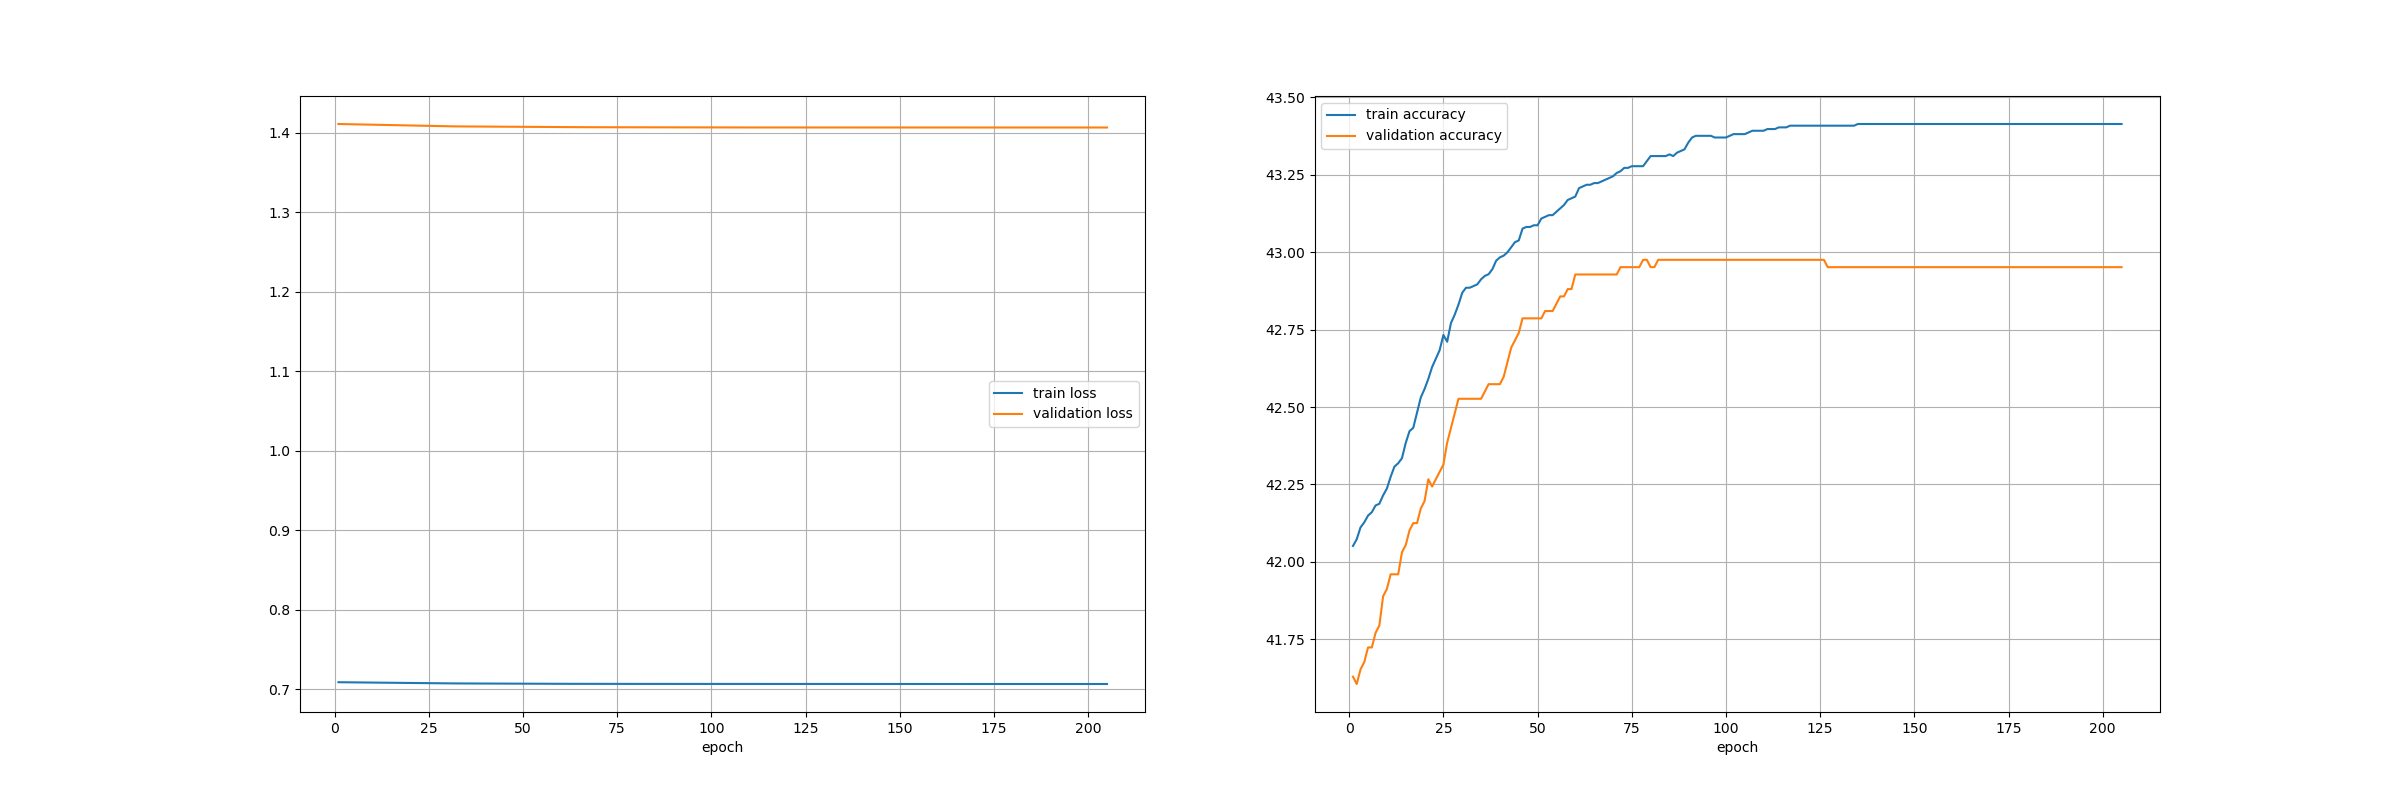 1.4
1.3
1.2
1.1
1.0
0.9
0.8
0.7
train loss
validation loss
0 25 50 75 100 125 150 175 200
epoch
43.50
43.25
43.00
42.75
42.50
42.25
42.00
41.75
train accuracy
validation accuracy
0 25 50 75 100 125 150 175 200
epoch